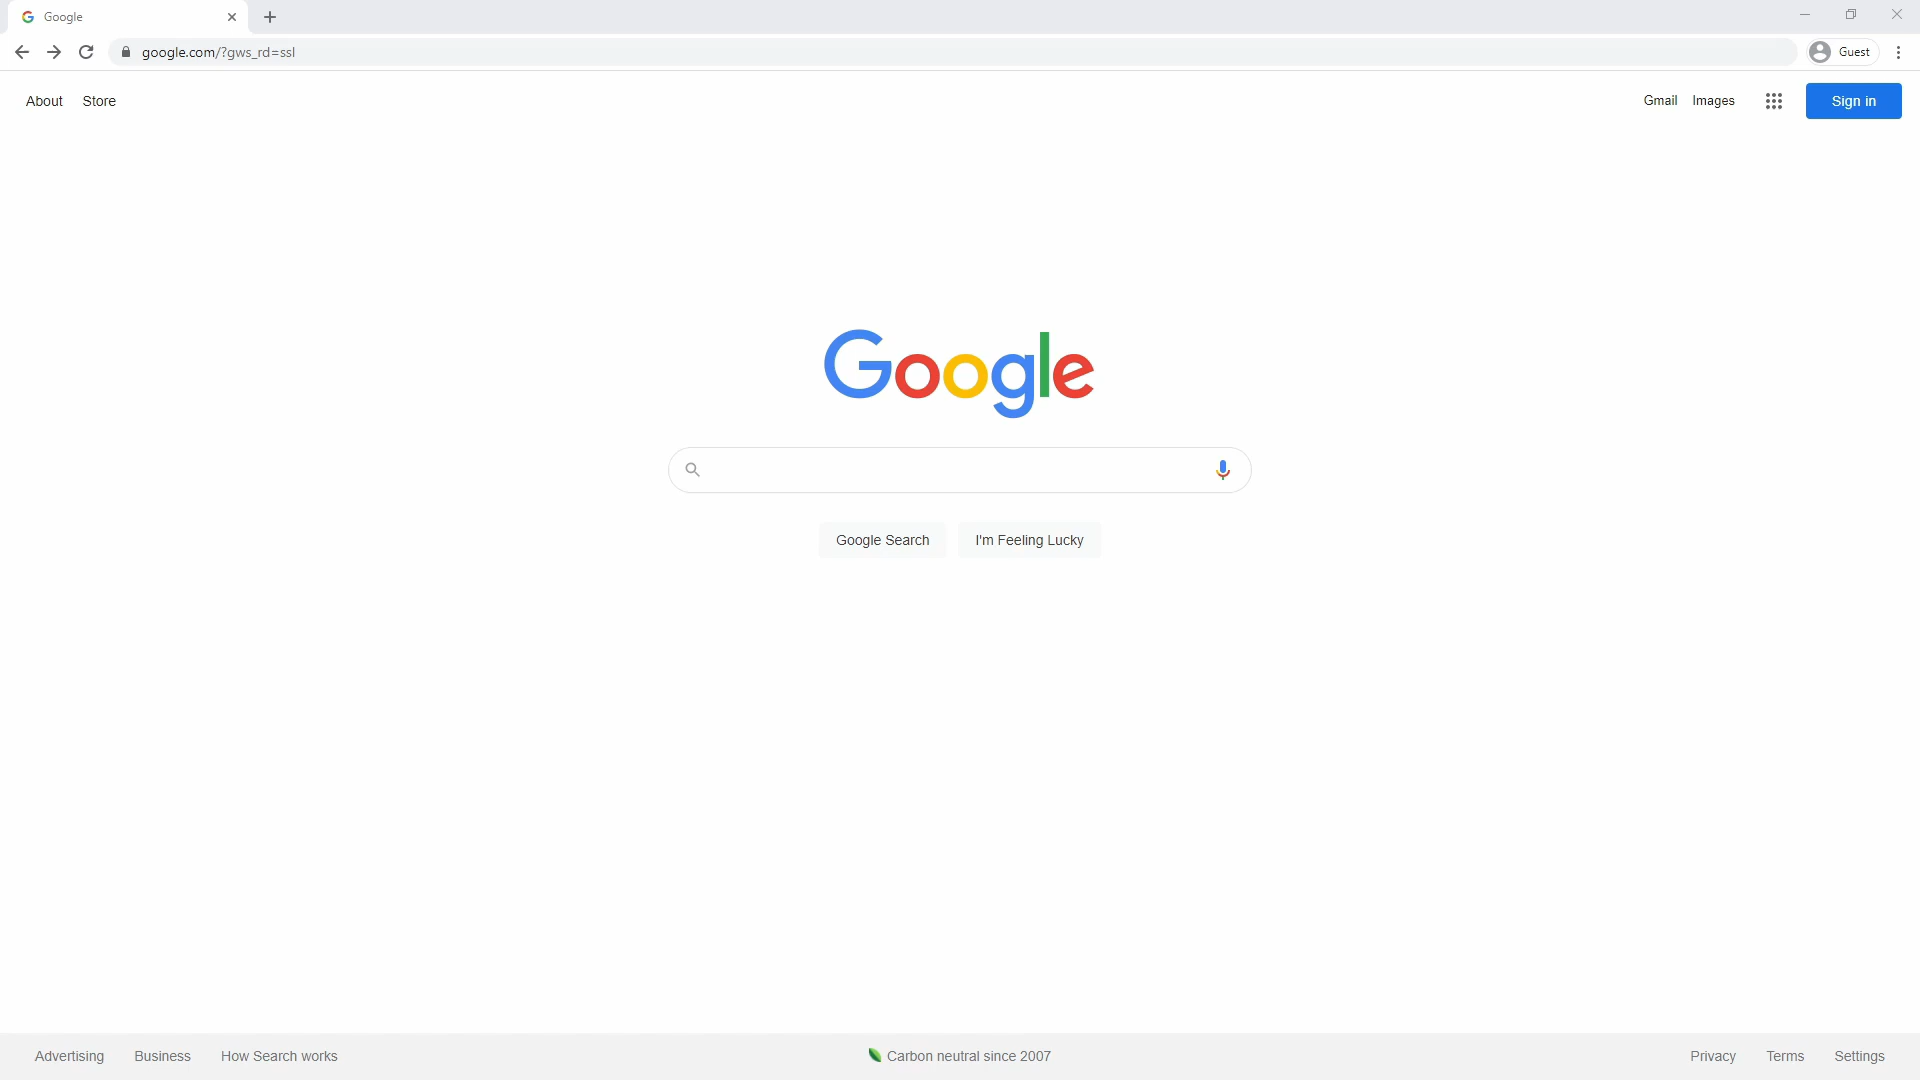 Google
google.com/?gws_rd=ssl
Guest
About Store
Gmail Images Sign in
Google
Google Search I'm Feeling Lucky
Advertising Business How Search works
Carbon neutral since 2007
Privacy Terms Settings